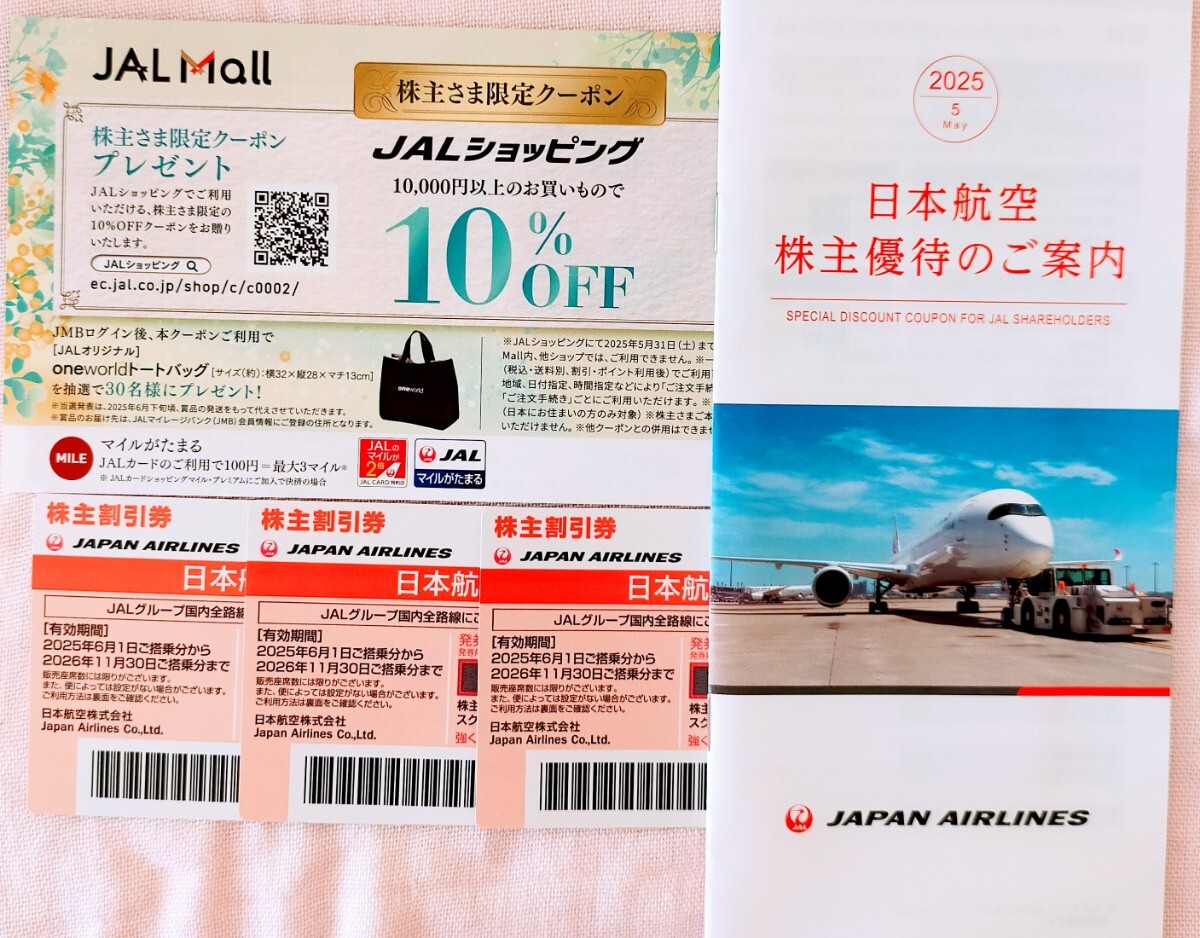 JAL Mall
株主さま限定クーポン
株主さま限定クーポン
プレゼント
JALショッピングでご利用
いただける、株主さま限定の
10%OFFクーポンをお贈り
いたします。
JALショッピング
ec.jal.co.jp/shop/c/c0002/
JALショッピング
10,000円以上のお買いもので
10%
OFF
JMBログイン後、本クーポンご利用で
[JALオリジナル]
oneworldトートバッグ [サイズ(約):横32×縦28×マチ13cm]
を抽選で30名様にプレゼント!
※当選発表は、2025年6月下旬頃、賞品の発送をもって代えさせていただきます。
※賞品のお届け先は、JALマイレージバンク(JMB)会員情報にご登録の住所となります。
oneworld
※JALショッピングにて2025年5月31日(土)まで
Mall内、他ショップでは、ご利用できません。※一
(税込・送料別、割引・ポイント利用後)でご利用
地域、日付指定、時間指定などにより「ご注文手続
「ご注文手続き」ごとにご利用いただけます。※
(日本にお住まいの方のみ対象)※株主さまご本
いただけません。※他クーポンとの併用はできませ
MILE
マイルがたまる
JALカードのご利用で100円=最大3マイル※
※ JALカードショッピングマイル・プレミアムにご加入で決済の場合
JALの
マイルが
2倍
JAL CARD 特約店
JAL
マイルがたまる
株主割引券
JAPAN AIRLINES
日本
JALグループ国内全路線
[有効期間]
2025年6月1日ご搭乗分から
2026年11月30日ご搭乗分まで
販売座席数には限りがございます。
また、便によっては設定がない場合がございます。
ご利用方法は裏面をご確認ください。
日本航空株式会社
Japan Airlines Co.,Ltd.
株主割引券
JAPAN AIRLINES
日本航
JALグループ国内全路線にご
[有効期間]
2025年6月1日ご搭乗分から
2026年11月30日ご搭乗分まで
販売座席数には限りがございます。
また、便によっては設定がない場合がございます。
ご利用方法は裏面をご確認ください。
日本航空株式会社
Japan Airlines Co.,Ltd.
発
株主
スク
強く
株主割引券
JAPAN AIRLINES
日本航
JALグループ国内全路線に
[有効期間]
2025年6月1日ご搭乗分から
2026年11月30日ご搭乗分まで
販売座席数には限りがございます。
また、便によっては設定がない場合がございます。
ご利用方法は裏面をご確認ください。
日本航空株式会社
Japan Airlines Co.,Ltd.
発
株主
スク
強く
2025
5
May
日本航空
株主優待のご案内
SPECIAL DISCOUNT COUPON FOR JAL SHAREHOLDERS
JAL
JAPAN AIRLINES